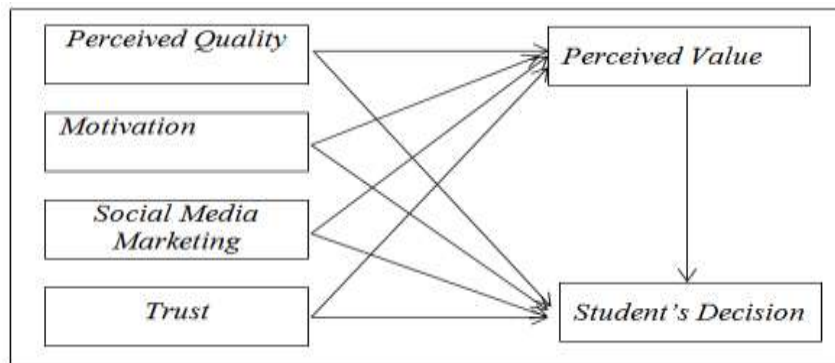 Perceived Quality
Perceived Value
Motivation
Social Media
Marketing
Trust
Student's Decision